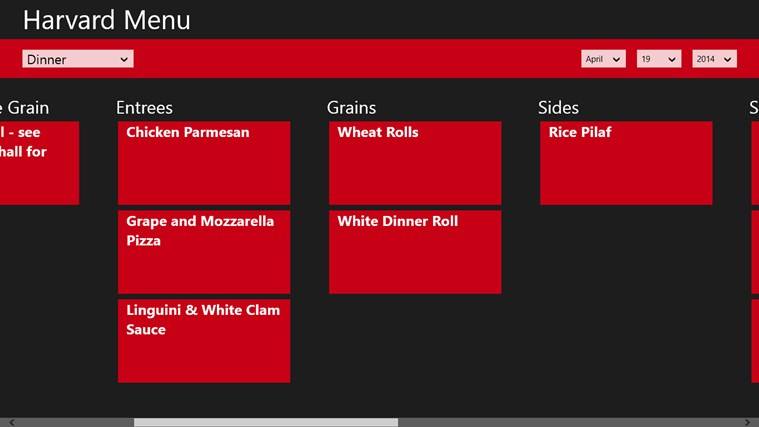 Harvard Menu
Dinner
April 19 2014
e Grain
l - see
hall for
Entrees
Chicken Parmesan
Grape and Mozzarella
Pizza
Linguini & White Clam
Sauce
Grains
Wheat Rolls
White Dinner Roll
Sides
Rice Pilaf
S